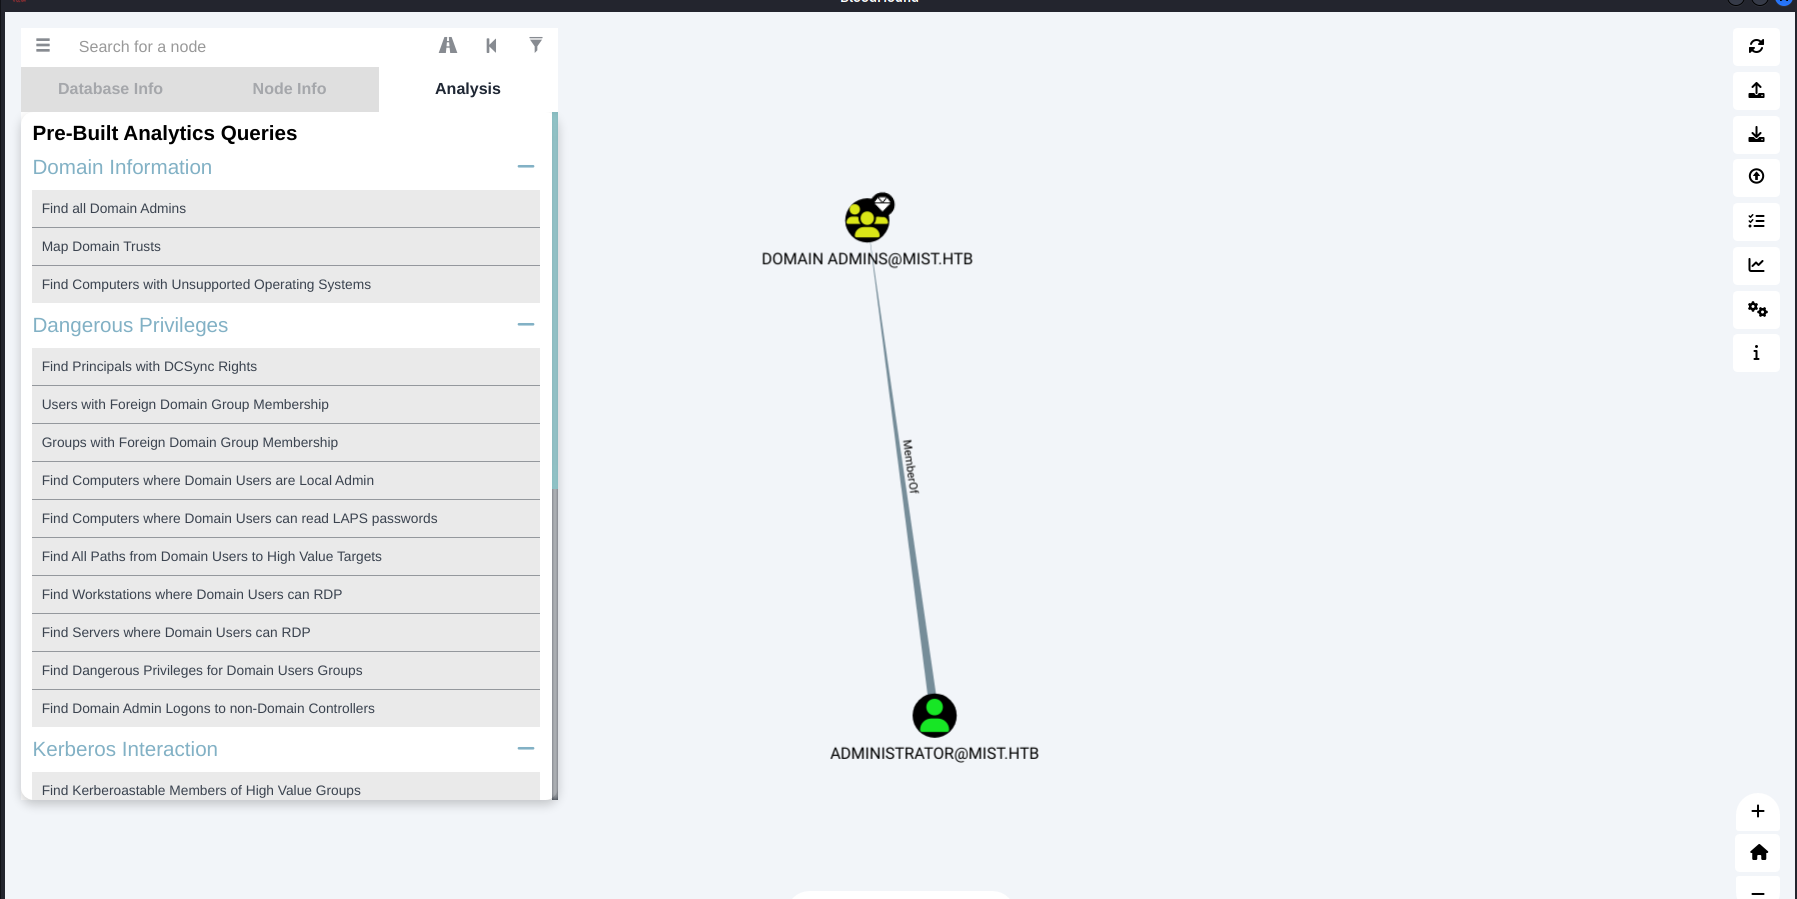 BloodHound
Search for a node
Database Info
Node Info
Analysis
Pre-Built Analytics Queries
Domain Information
Find all Domain Admins
Map Domain Trusts
Find Computers with Unsupported Operating Systems
Dangerous Privileges
Find Principals with DCSync Rights
Users with Foreign Domain Group Membership
Groups with Foreign Domain Group Membership
Find Computers where Domain Users are Local Admin
Find Computers where Domain Users can read LAPS passwords
Find All Paths from Domain Users to High Value Targets
Find Workstations where Domain Users can RDP
Find Servers where Domain Users can RDP
Find Dangerous Privileges for Domain Users Groups
Find Domain Admin Logons to non-Domain Controllers
Kerberos Interaction
Find Kerberoastable Members of High Value Groups
DOMAIN ADMINS@MIST.HTB
MemberOf
ADMINISTRATOR@MIST.HTB